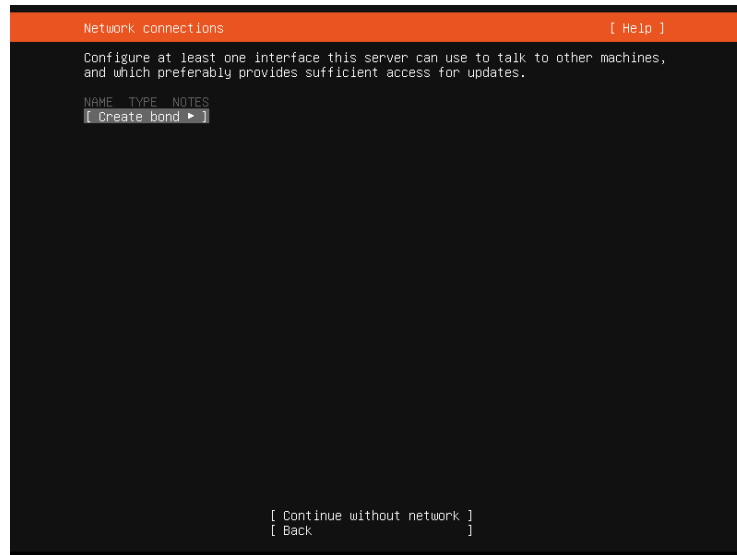 Network connections [ Help ]
Configure at least one interface this server can use to talk to other machines,
and which preferably provides sufficient access for updates.
NAME TYPE NOTES
[ Create bond ▸ ]
[ Continue without network ]
[ Back ]